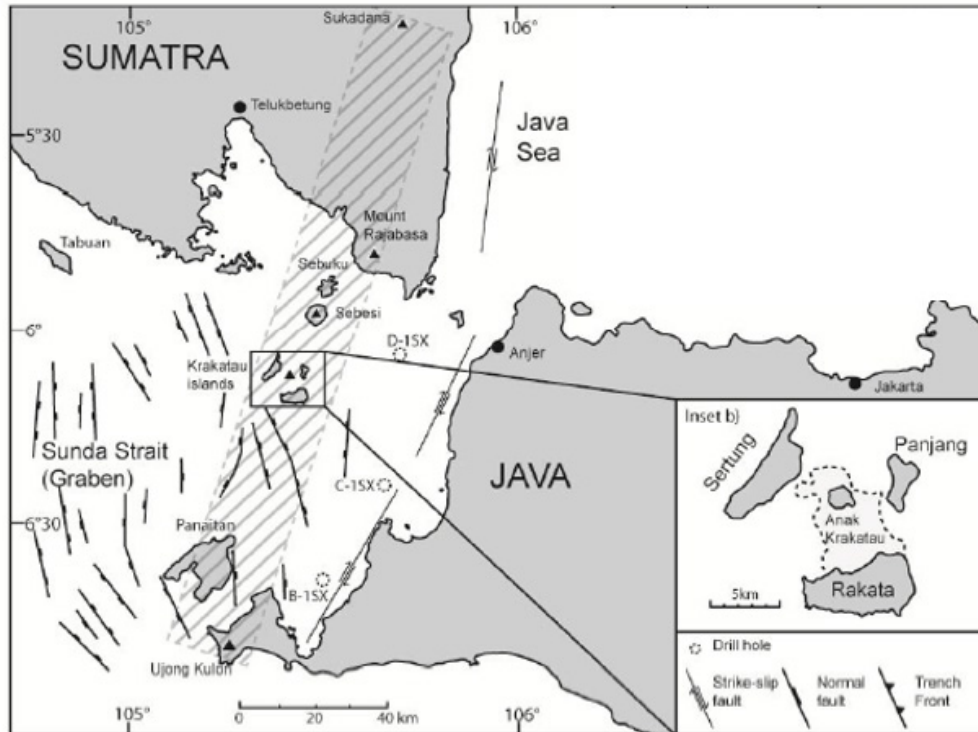 105°
106°
Sukadana
SUMATRA
Telukbetung
5°30
Java
Sea
Mount
Rajabasa
Tabuan
Sebuku
Sebesi
6°
D-1SX
Krakatau
islands
Anjer
Jakarta
Inset b)
Sertung
Panjang
Sunda Strait
(Graben)
JAVA
C-1SX
Anak
Krakatau
6°30
Panaitan
Rakata
5km
B-1SX
Ujong Kulon
Drill hole
Strike-slip
fault
Normal
fault
Trench
Front
105°
0 20 40 km
106°